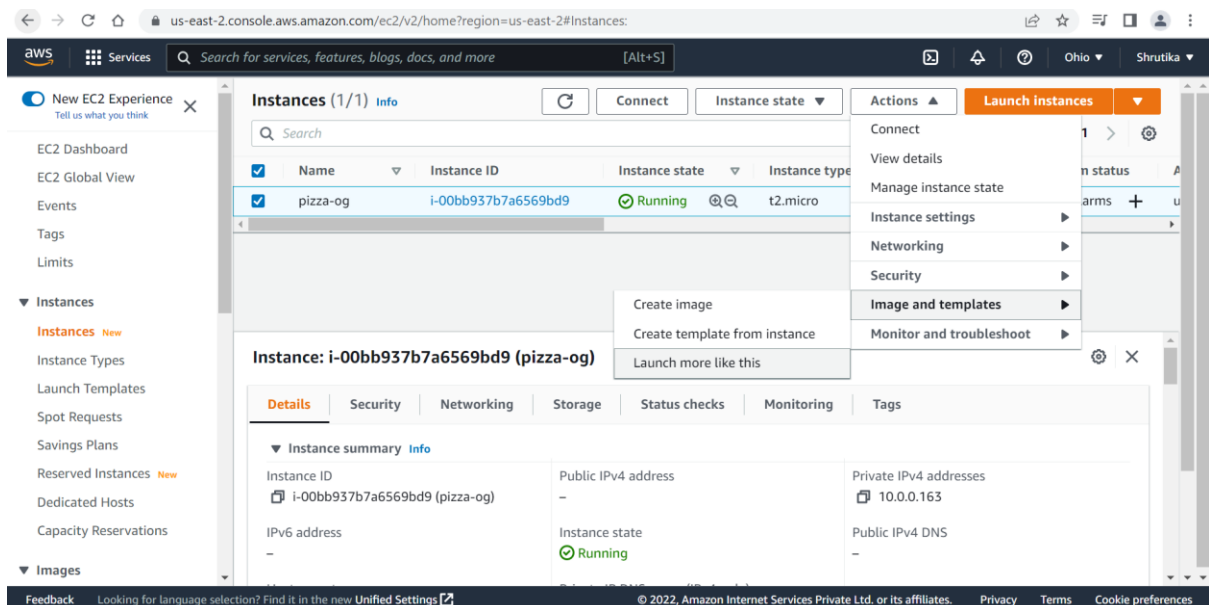 us-east-2.console.aws.amazon.com/ec2/v2/home?region=us-east-2#Instances:
aws Services Search for services, features, blogs, docs, and more [Alt+S] Ohio Shrutika
New EC2 Experience
Tell us what you think
EC2 Dashboard
EC2 Global View
Events
Tags
Limits
Instances
Instances New
Instance Types
Launch Templates
Spot Requests
Savings Plans
Reserved Instances New
Dedicated Hosts
Capacity Reservations
Images
Instances (1/1) Info Connect Instance state Actions Launch instances
Search 1
Name Instance ID Instance state Instance type n status A
pizza-og i-00bb937b7a6569bd9 Running t2.micro arms + u
Connect
View details
Manage instance state
Instance settings
Networking
Security
Image and templates
Monitor and troubleshoot
Create image
Create template from instance
Launch more like this
Instance: i-00bb937b7a6569bd9 (pizza-og)
Details Security Networking Storage Status checks Monitoring Tags
Instance summary Info
Instance ID Public IPv4 address Private IPv4 addresses
i-00bb937b7a6569bd9 (pizza-og) – 10.0.0.163
IPv6 address Instance state Public IPv4 DNS
– Running –
Feedback Looking for language selection? Find it in the new Unified Settings © 2022, Amazon Internet Services Private Ltd. or its affiliates. Privacy Terms Cookie preferences